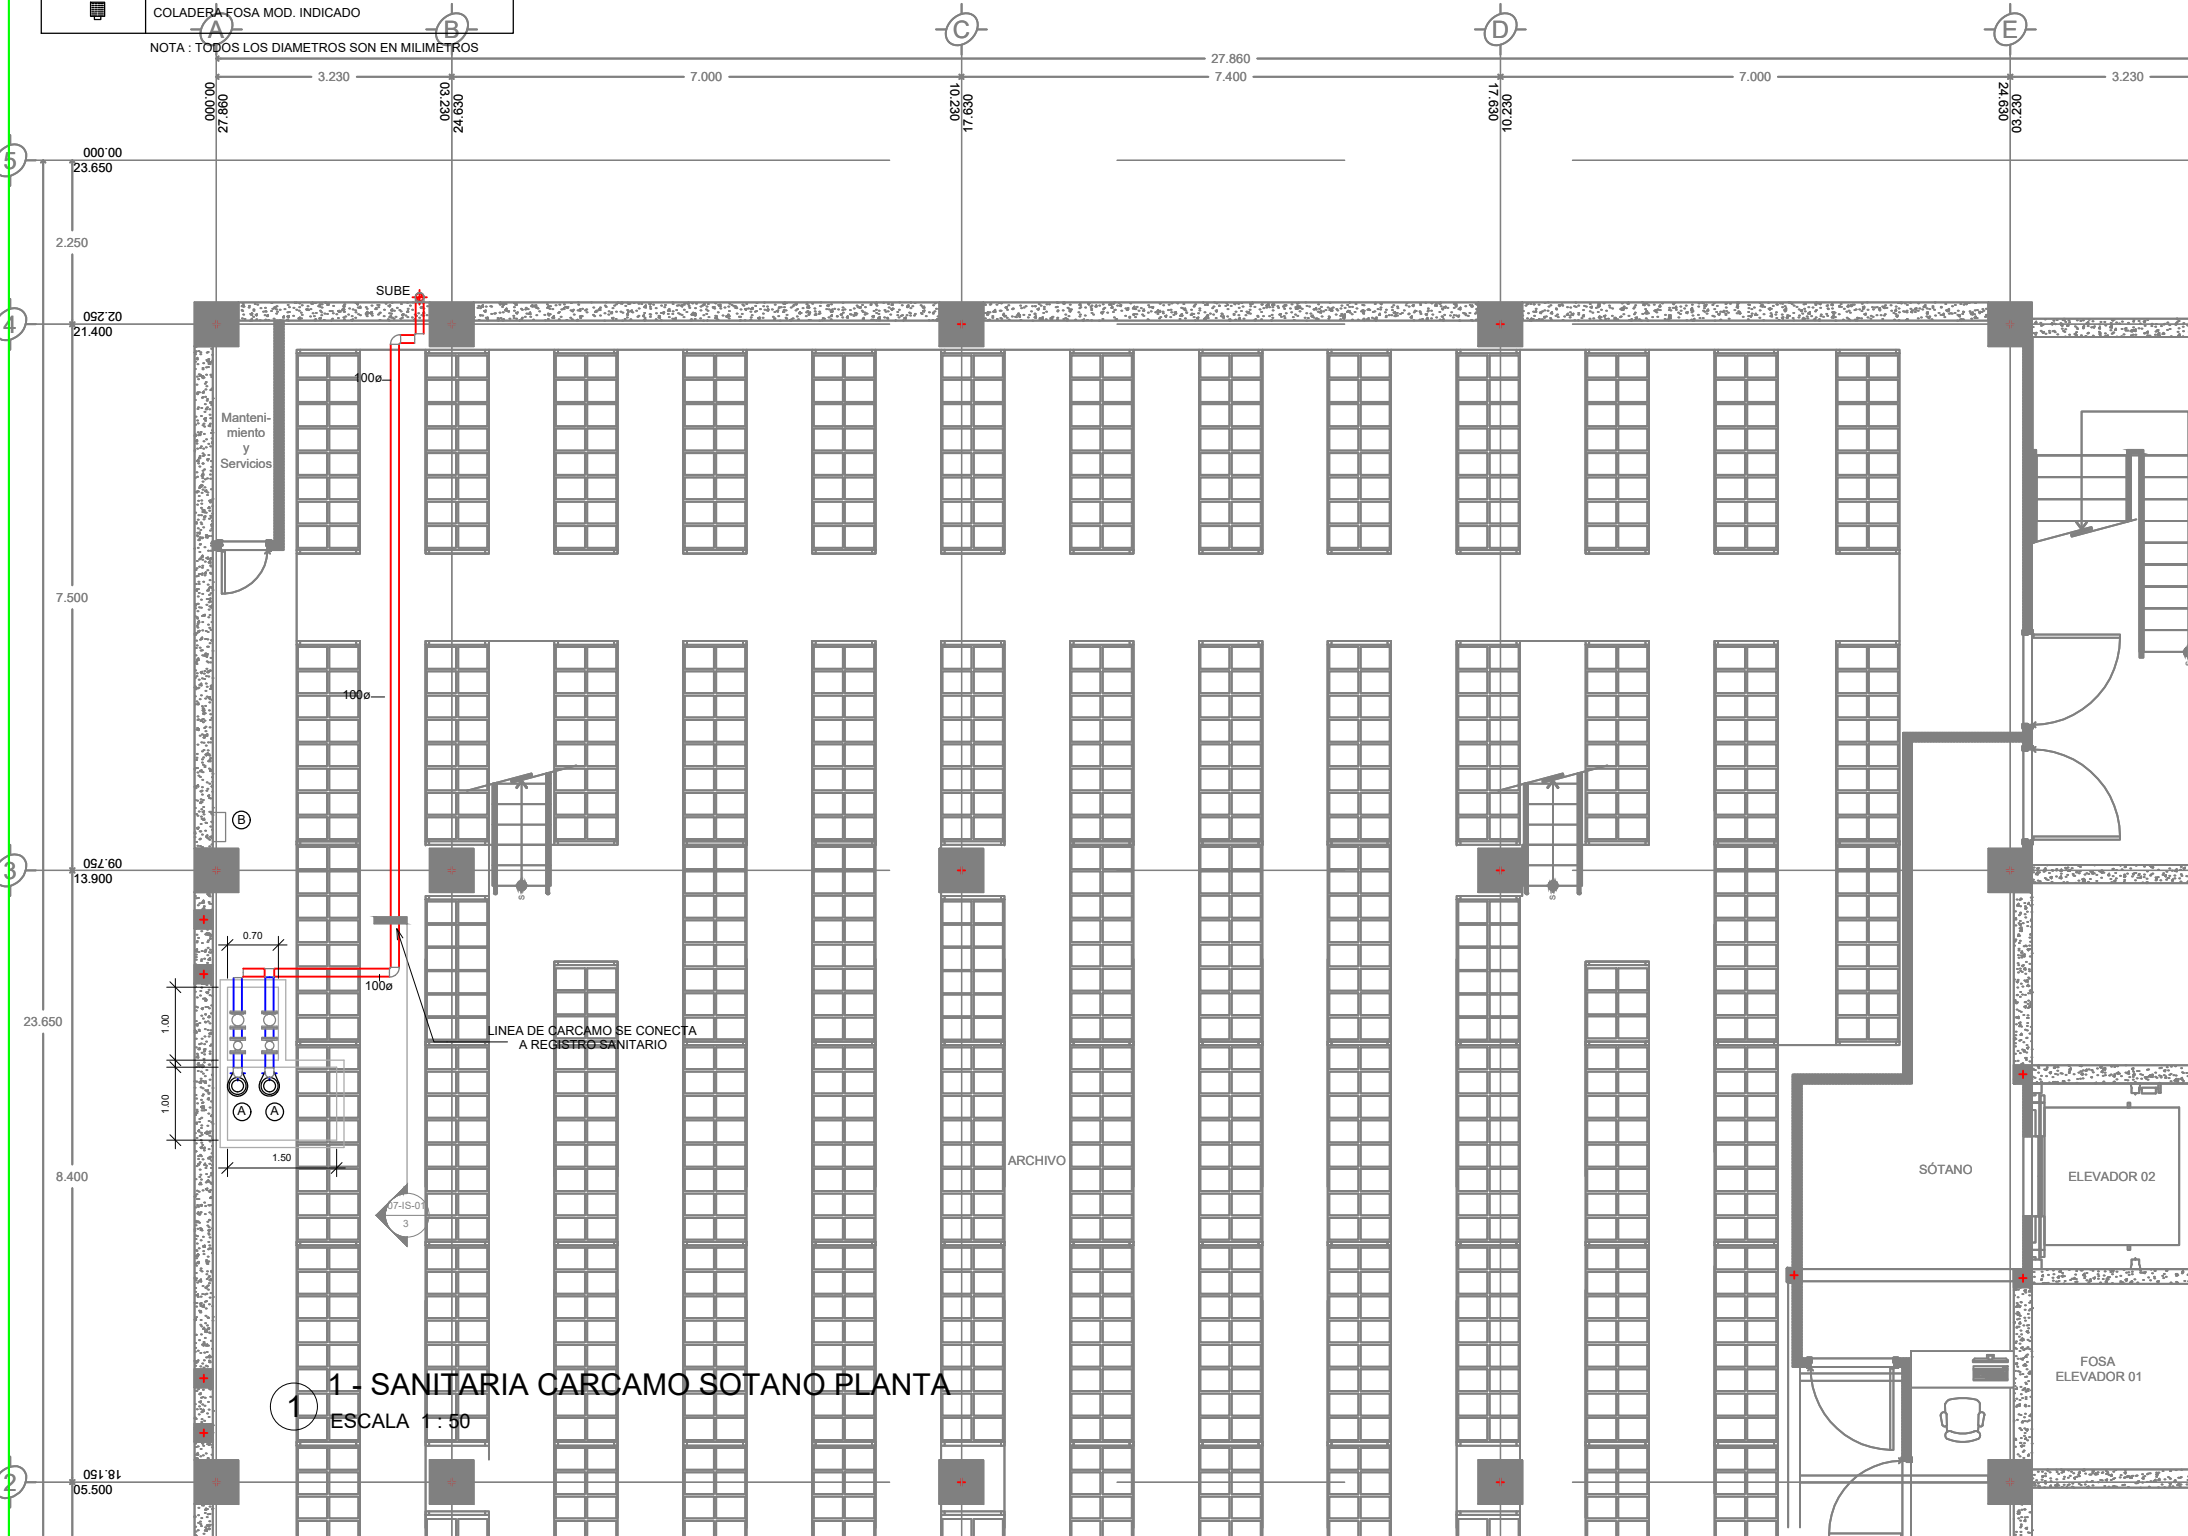 COLADERA FOSA MOD. INDICADO
NOTA : TODOS LOS DIAMETROS SON EN MILIMETROS
A
B
C
D
E
27.860
3.230
7.000
7.400
7.000
3.230
00.000
27.860
03.230
24.630
10.230
17.630
17.630
10.230
24.630
03.230
5
00.000
23.650
2.250
SUBE
4
02.250
21.400
100ø
Manteni-
miento
y
Servicios
7.500
100ø
B
3
09.750
13.900
0.70
100ø
1.00
23.650
LINEA DE CARCAMO SE CONECTA
A REGISTRO SANITARIO
1.00
A
A
1.50
ARCHIVO
SÓTANO
ELEVADOR 02
8.400
07-IS-01
3
FOSA
ELEVADOR 01
1
1 - SANITARIA CARCAMO SOTANO PLANTA
ESCALA 1 : 50
2
18.150
05.500